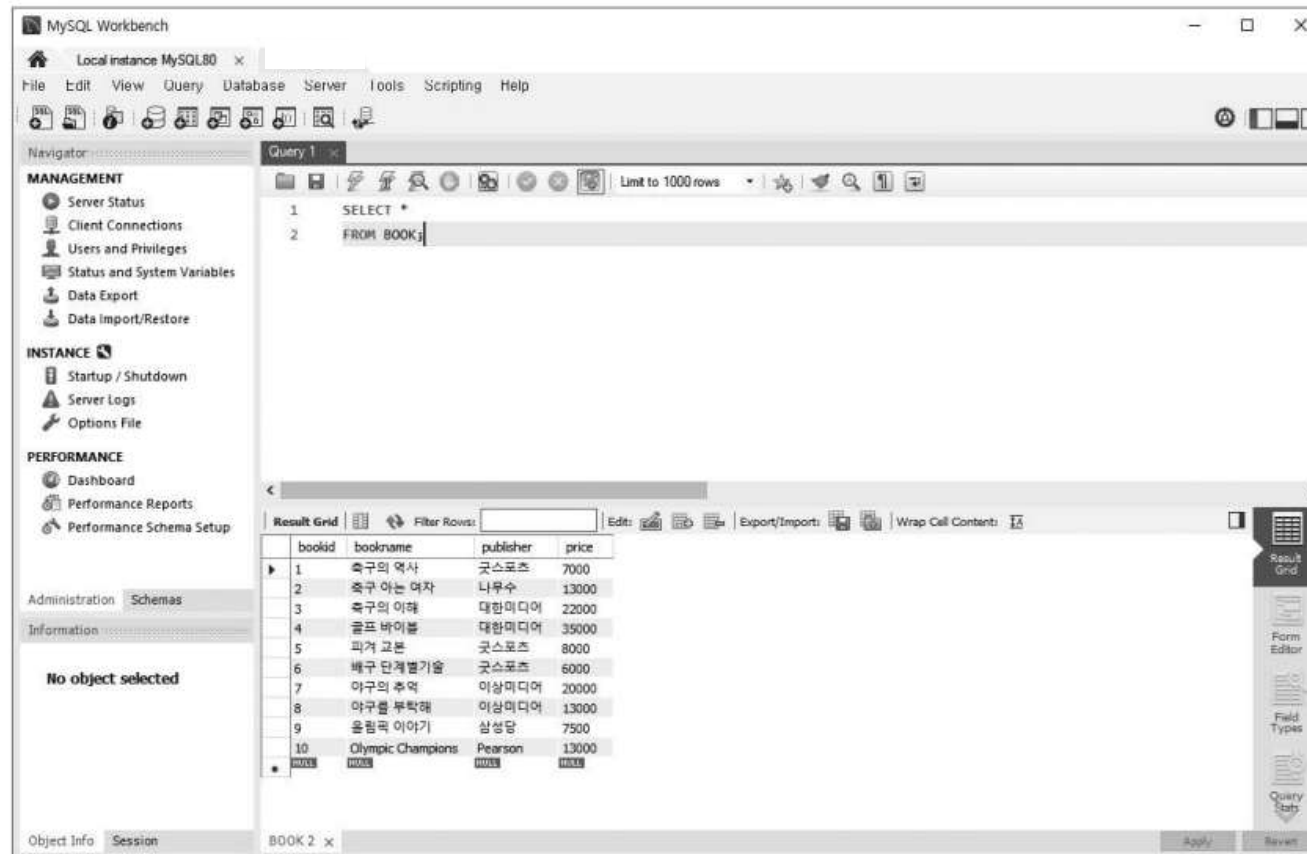 MySQL Workbench
Local instance MySQL80
File Edit View Query Database Server Tools Scripting Help
Navigator
Query 1
MANAGEMENT
Server Status
Client Connections
Users and Privileges
Status and System Variables
Data Export
Data Import/Restore
INSTANCE
Startup / Shutdown
Server Logs
Options File
PERFORMANCE
Dashboard
Performance Reports
Performance Schema Setup
Administration Schemas
Information
No object selected
Object Info Session
Limit to 1000 rows
1 SELECT *
2 FROM BOOK;
Result Grid Filter Rows: Edit: Export/Import: Wrap Cell Content:
bookid bookname publisher price
1 축구의 역사 굿스포츠 7000
2 축구 아는 여자 나무수 13000
3 축구의 이해 대한미디어 22000
4 골프 바이블 대한미디어 35000
5 피겨 교본 굿스포츠 8000
6 배구 단계별기술 굿스포츠 6000
7 야구의 추억 이상미디어 20000
8 야구를 부탁해 이상미디어 13000
9 올림픽 이야기 삼성당 7500
10 Olympic Champions Pearson 13000
NULL NULL NULL NULL
Result
Grid
Form
Editor
Field
Types
Query
Stats
BOOK 2
Apply Revert